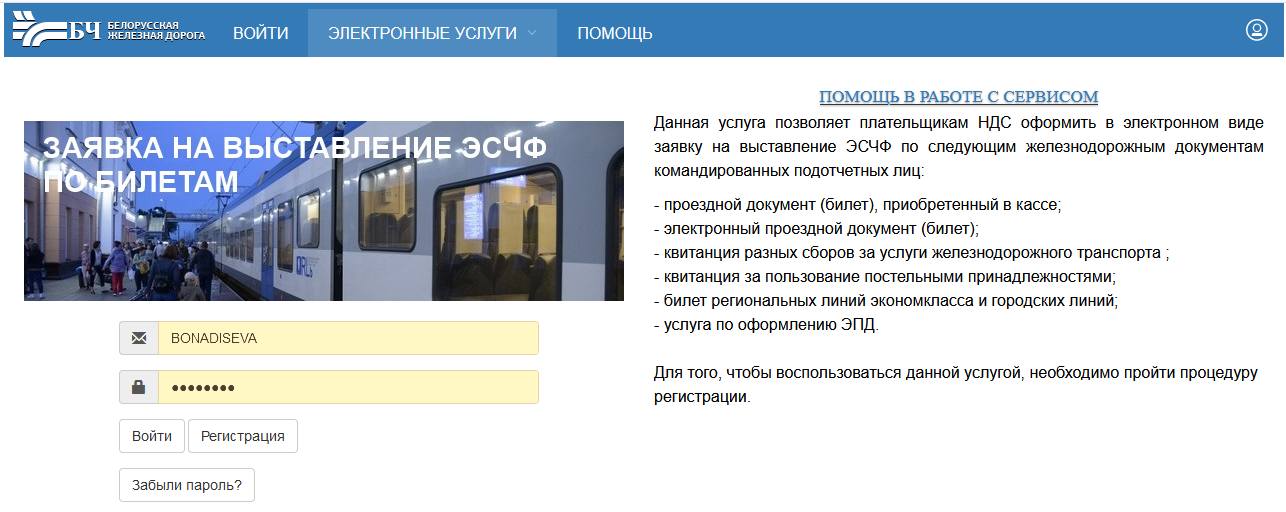 БЧ БЕЛОРУССКАЯ
ЖЕЛЕЗНАЯ ДОРОГА
ВОЙТИ
ЭЛЕКТРОННЫЕ УСЛУГИ
ПОМОЩЬ
ЗАЯВКА НА ВЫСТАВЛЕНИЕ ЭСЧФ
ПО БИЛЕТАМ
BONADISEVA
●●●●●●●●
Войти
Регистрация
Забыли пароль?
ПОМОЩЬ В РАБОТЕ С СЕРВИСОМ
Данная услуга позволяет плательщикам НДС оформить в электронном виде
заявку на выставление ЭСЧФ по следующим железнодорожным документам
командированных подотчетных лиц:
- проездной документ (билет), приобретенный в кассе;
- электронный проездной документ (билет);
- квитанция разных сборов за услуги железнодорожного транспорта ;
- квитанция за пользование постельными принадлежностями;
- билет региональных линий экономкласса и городских линий;
- услуга по оформлению ЭПД.
Для того, чтобы воспользоваться данной услугой, необходимо пройти процедуру
регистрации.